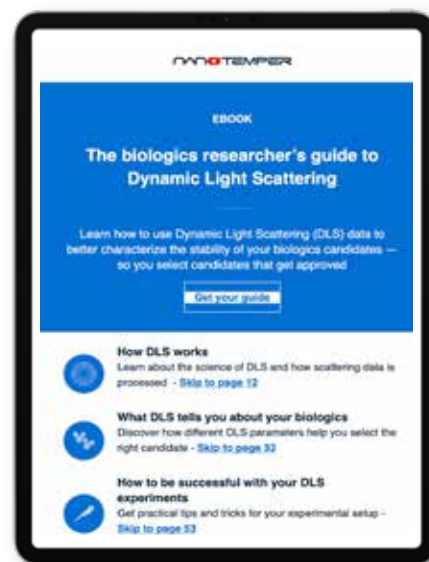 NANOTEMPER
EBOOK
The biologics researcher's guide to
Dynamic Light Scattering
Learn how to use Dynamic Light Scattering (DLS) data to
better characterize the stability of your biologics candidates —
so you select candidates that get approved
Get your guide
How DLS works
Learn about the science of DLS and how scattering data is
processed - Skip to page 12
What DLS tells you about your biologics
Discover how different DLS parameters help you select the
right candidate - Skip to page 33
How to be successful with your DLS
experiments
Get practical tips and tricks for your experimental setup -
Skip to page 53